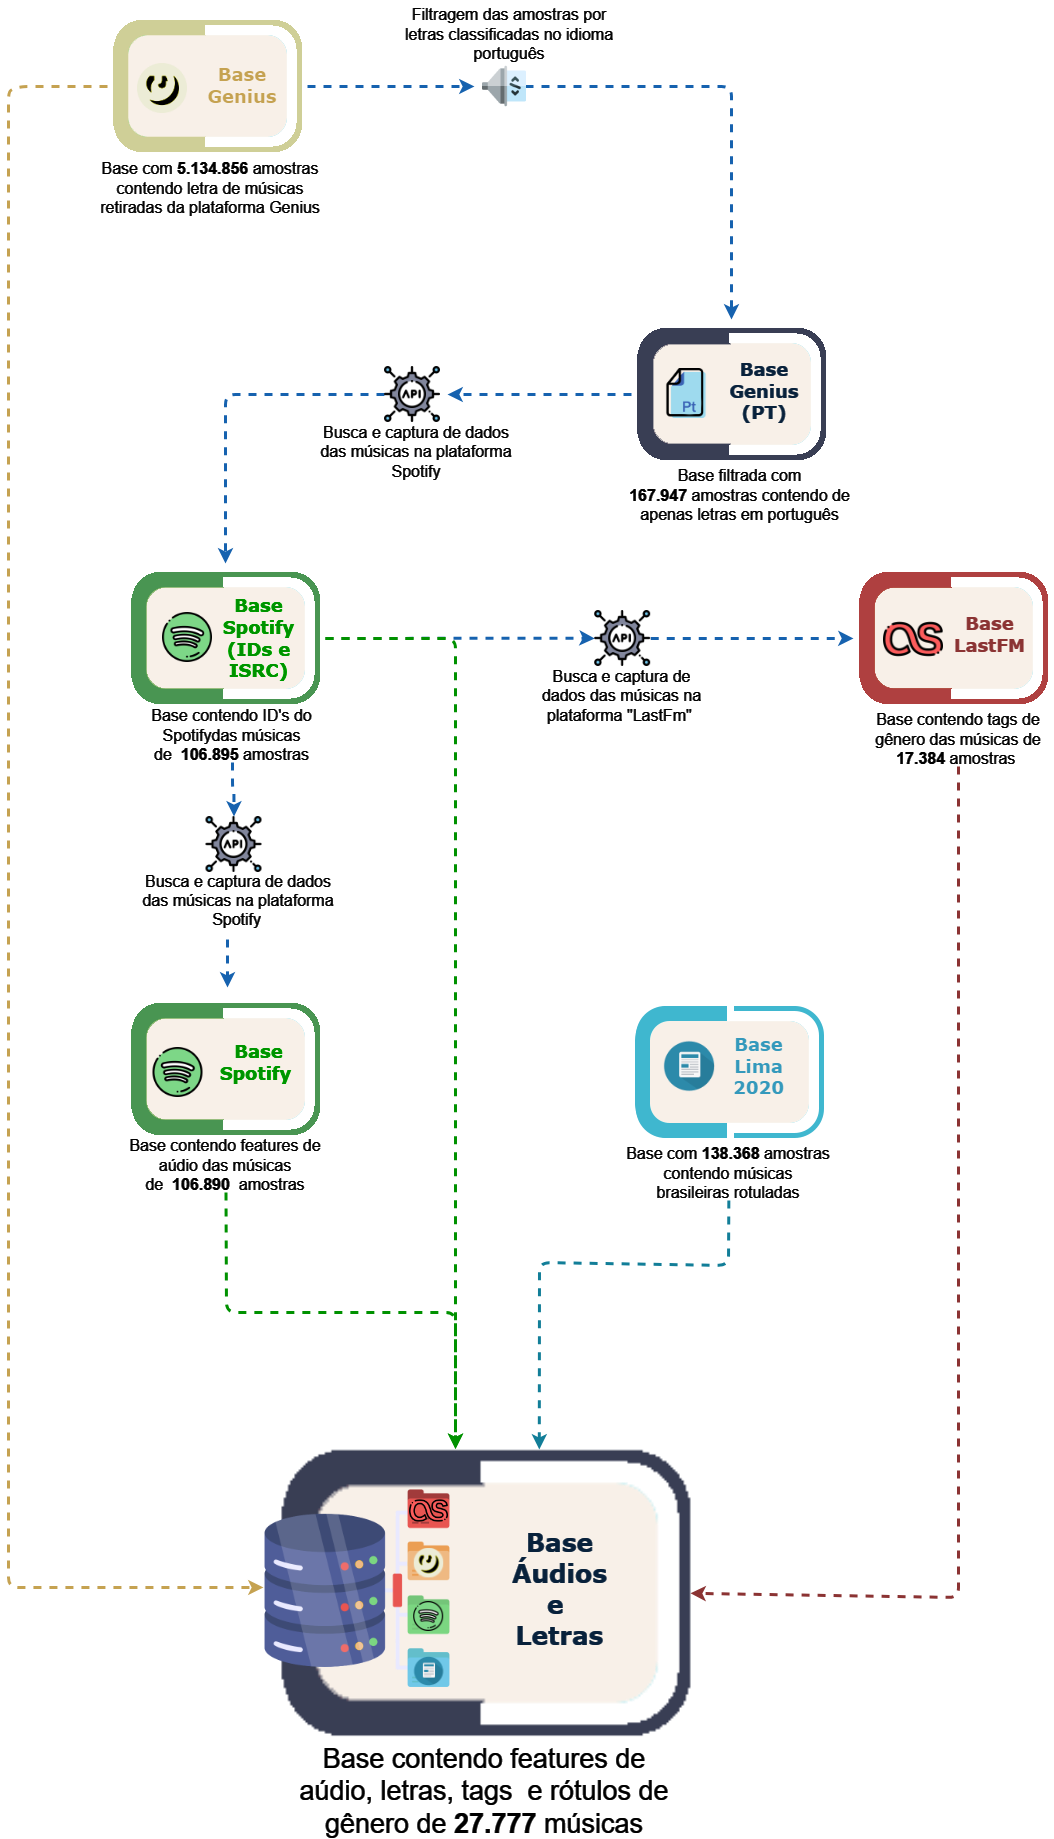 Filtragem das amostras por
letras classificadas no idioma
português
Base
Genius
Base com 5.134.856 amostras
contendo letra de músicas
retiradas da plataforma Genius
Base
Genius
(PT)
Pt
Base filtrada com
167.947 amostras contendo de
apenas letras em português
API
Busca e captura de dados
das músicas na plataforma
Spotify
Base
Spotify
(IDs e
ISRC)
Base contendo ID's do
Spotifydas músicas
de 106.895 amostras
API
Busca e captura de
dados das músicas na
plataforma "LastFm"
Base
LastFM
Base contendo tags de
gênero das músicas de
17.384 amostras
API
Busca e captura de dados
das músicas na plataforma
Spotify
Base
Spotify
Base contendo features de
aúdio das músicas
de 106.890 amostras
Base
Lima
2020
Base com 138.368 amostras
contendo músicas
brasileiras rotuladas
Base
Áudios
e
Letras
Base contendo features de
aúdio, letras, tags e rótulos de
gênero de 27.777 músicas